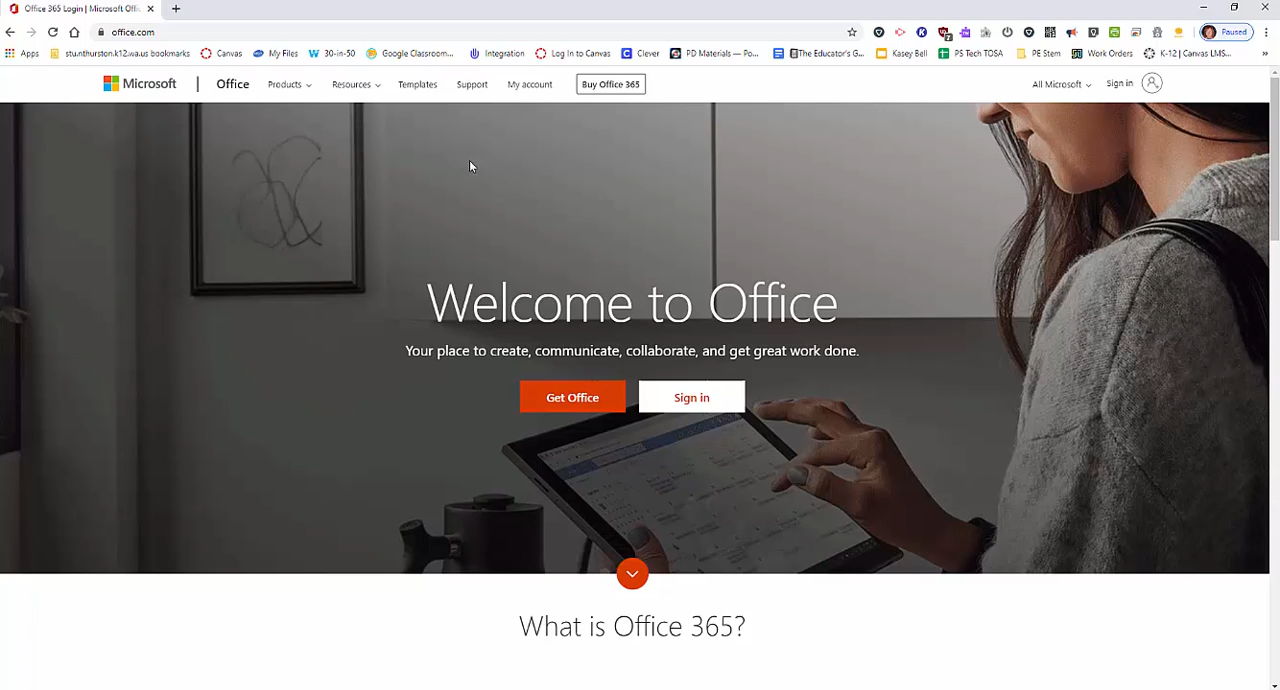 Office 365 Login | Microsoft Offi
office.com
Paused
Apps stunthurston.k12.wa.us bookmarks Canvas My Files 30-in-50 Google Classroom... Integration Log In to Canvas Clever PD Materials — Po... The Educator's G... Kasey Bell PS Tech TOSA PE Stem Work Orders K-12 | Canvas LMS... »
Microsoft | Office Products Resources Templates Support My account Buy Office 365 All Microsoft Sign in
Welcome to Office
Your place to create, communicate, collaborate, and get great work done.
Get Office Sign in
What is Office 365?